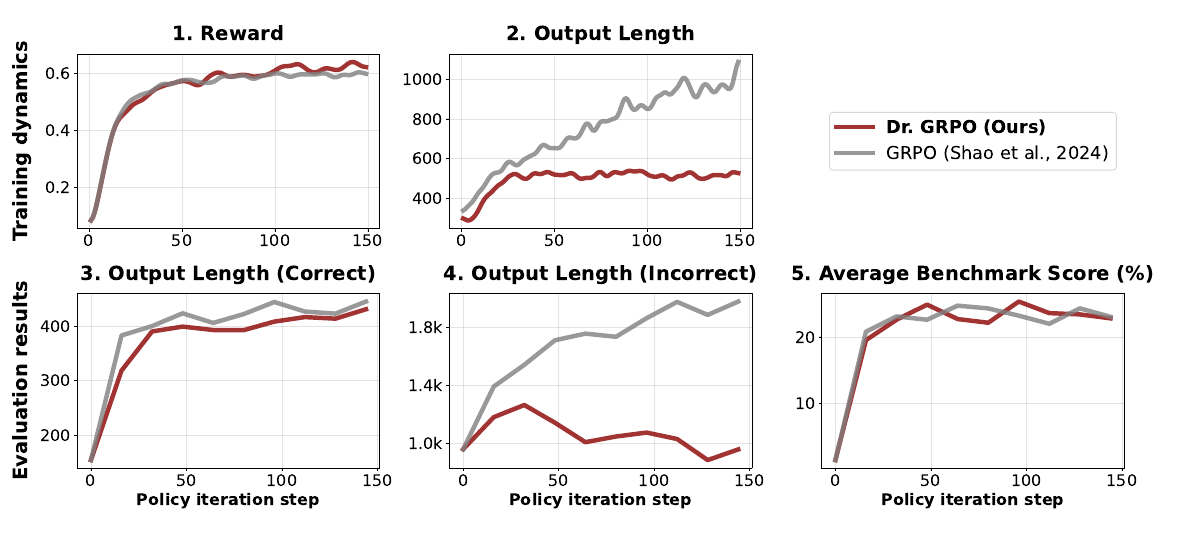 Training dynamics
1. Reward
0.6
0.4
0.2
0 50 100 150
2. Output Length
1000
800
600
400
0 50 100 150
Dr. GRPO (Ours)
GRPO (Shao et al., 2024)
Evaluation results
3. Output Length (Correct)
400
300
200
0 50 100 150
Policy iteration step
4. Output Length (Incorrect)
1.8k
1.4k
1.0k
0 50 100 150
Policy iteration step
5. Average Benchmark Score (%)
20
10
0 50 100 150
Policy iteration step